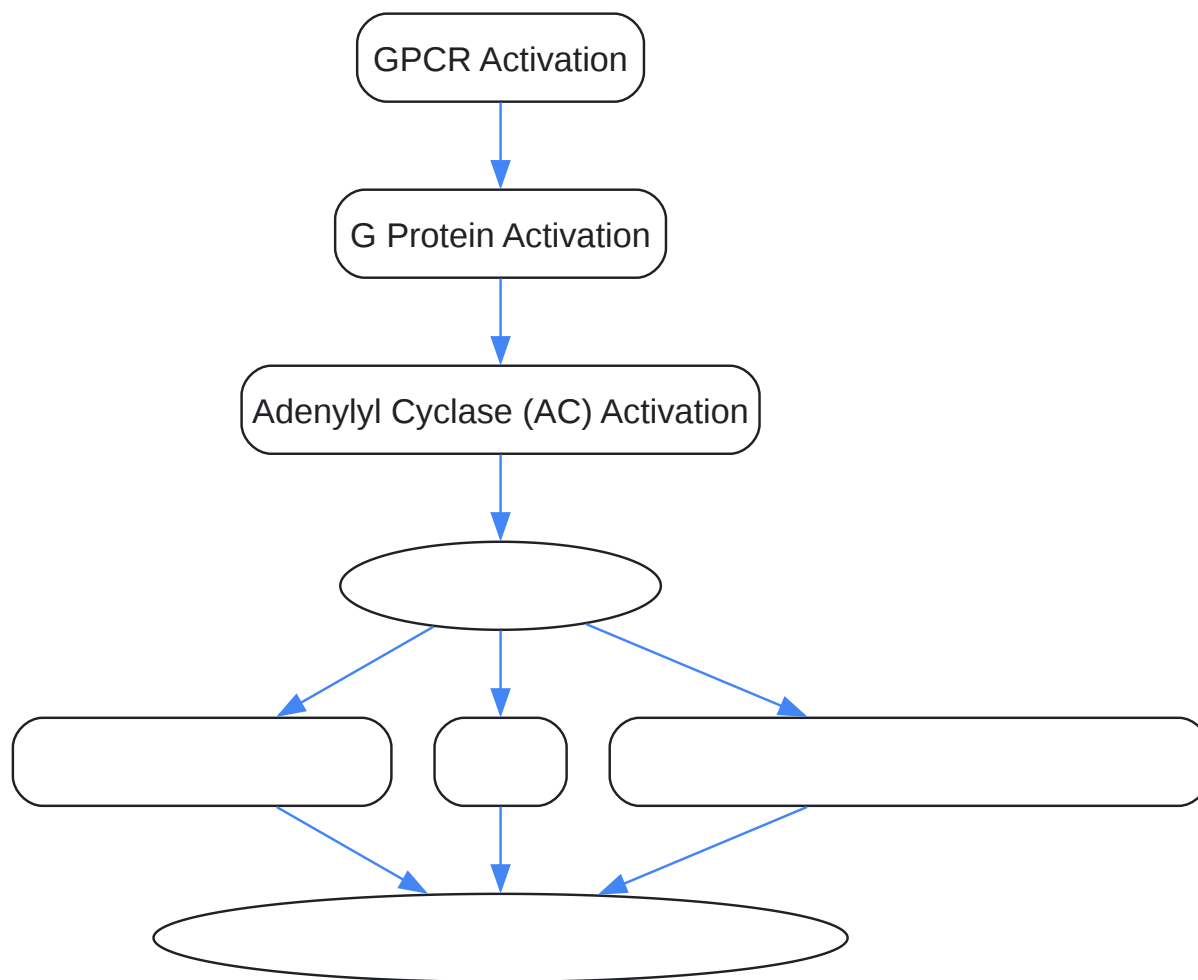 GPCR Activation
G Protein Activation
Adenylyl Cyclase (AC) Activation